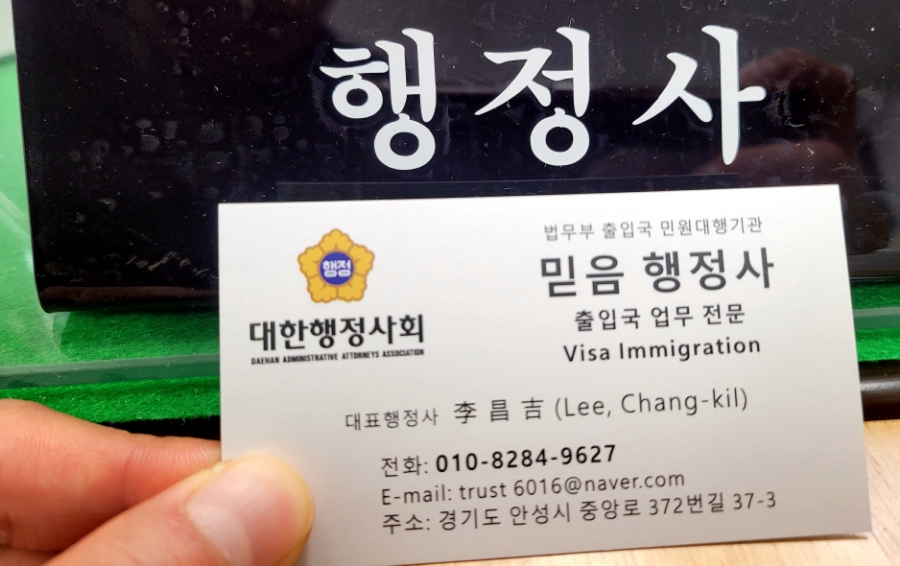 행정사
법무부 출입국 민원대행기관
믿음 행정사
출입국 업무 전문
Visa Immigration
행정
대한행정사회
DAEHAN ADMINISTRATIVE ATTORNEYS ASSOCIATION
대표행정사 李昌吉 (Lee, Chang-kil)
전화: 010-8284-9627
E-mail: trust 6016@naver.com
주소: 경기도 안성시 중앙로 372번길 37-3